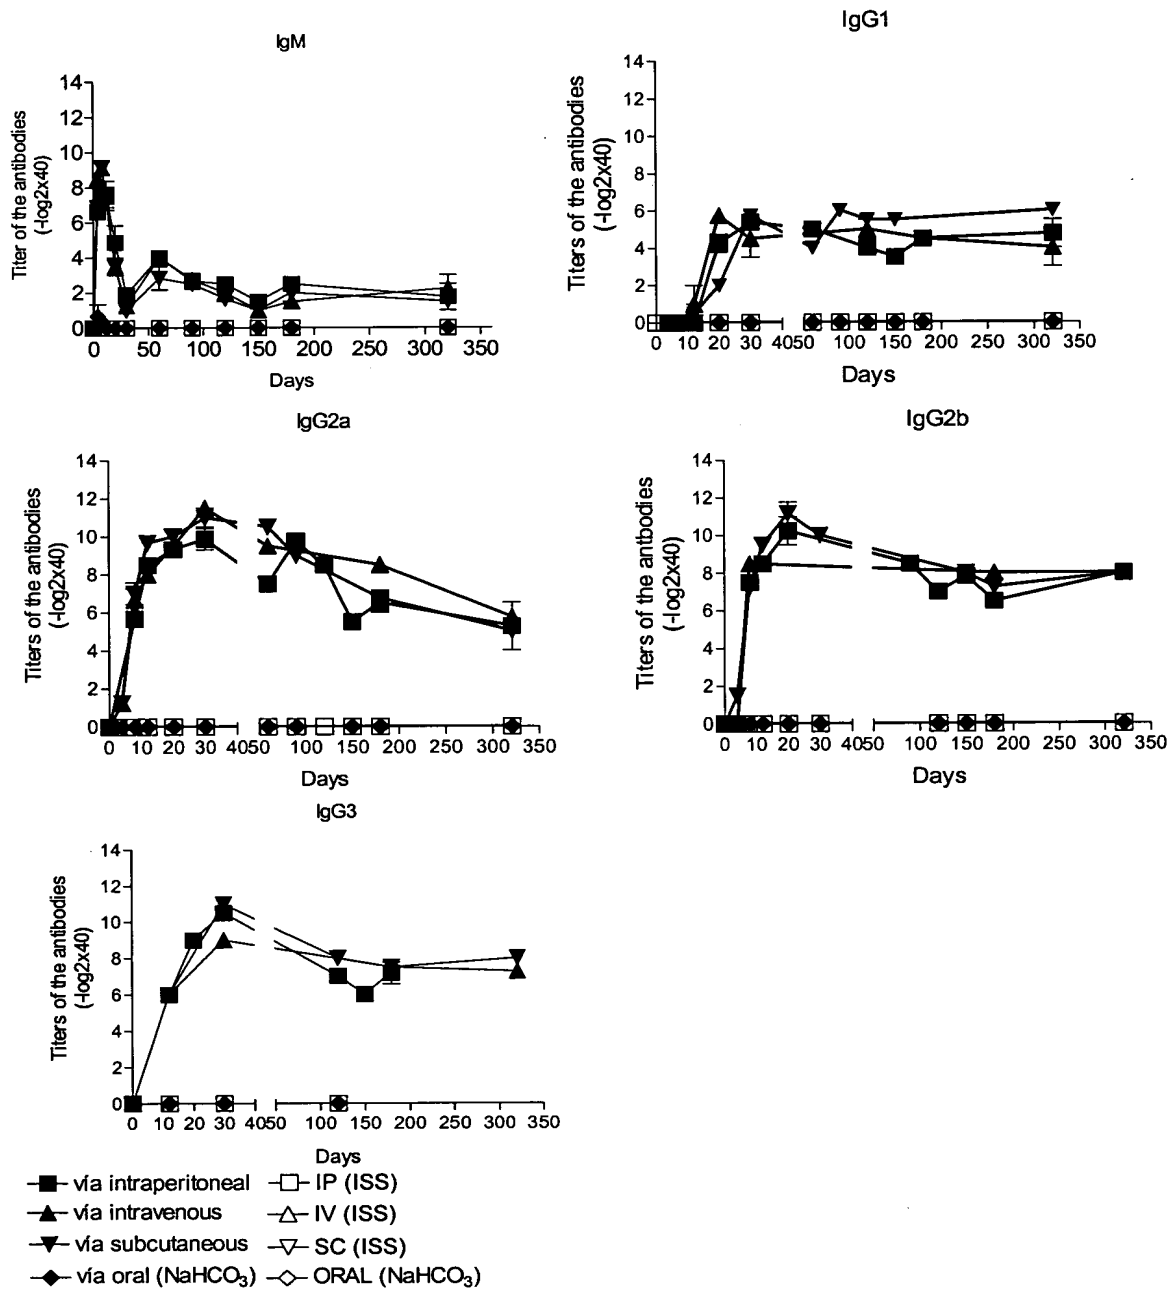 IgM
14
12
10
8
6
4
2
0
Titer of the antibodies
(-log2x40)
0 50 100 150 200 250 300 350
Days
IgG1
14
12
10
8
6
4
2
0
Titers of the antibodies
(-log2x40)
0 10 20 30 4050 100 150 200 250 300 350
Days
IgG2a
14
12
10
8
6
4
2
0
Titers of the antibodies
(-log2x40)
0 10 20 30 4050 100 150 200 250 300 350
Days
IgG2b
14
12
10
8
6
4
2
0
Titers of the antbodies
(-log2x40)
0 10 20 30 4050 100 150 200 250 300 350
Days
IgG3
14
12
10
8
6
4
2
0
Titers of the antibodies
(-log2x40)
0 10 20 30 4050 100 150 200 250 300 350
Days
vía intraperitoneal IP (ISS)
vía intravenous IV (ISS)
vía subcutaneous SC (ISS)
vía oral (NaHCO3) ORAL (NaHCO3)